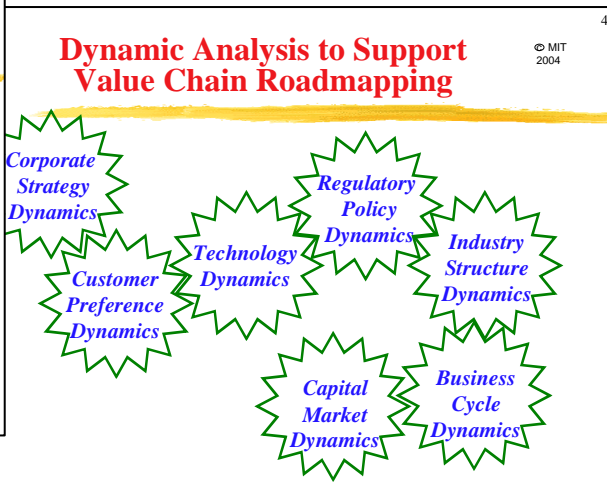 4
Dynamic Analysis to Support
Value Chain Roadmapping
© MIT
2004
Corporate
Strategy
Dynamics
Customer
Preference
Dynamics
Technology
Dynamics
Regulatory
Policy
Dynamics
Industry
Structure
Dynamics
Capital
Market
Dynamics
Business
Cycle
Dynamics